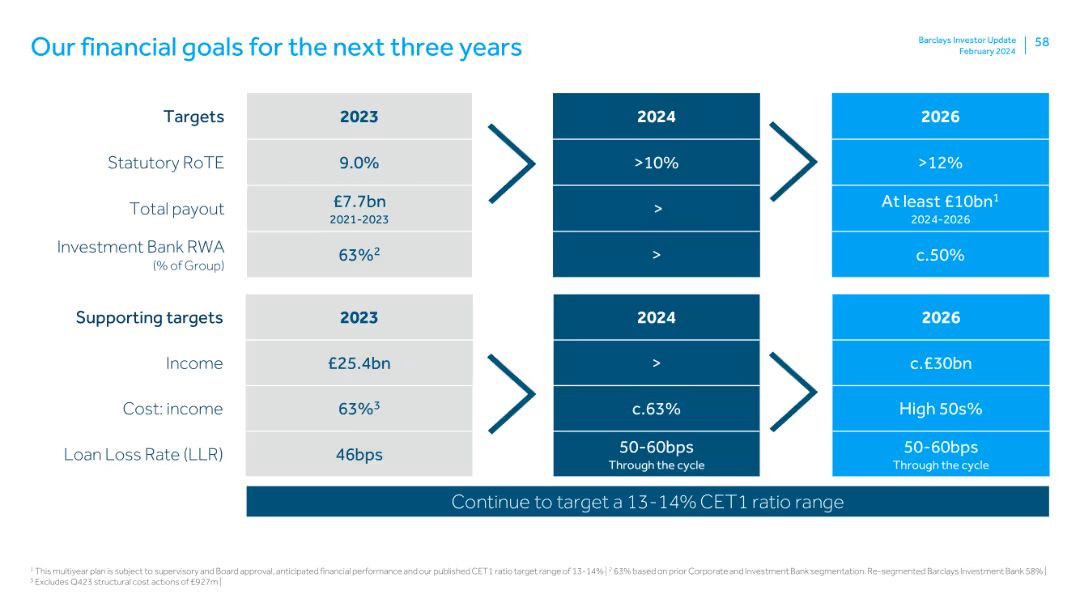 Our financial goals for the next three years
Barclays Investor Update
February 2024
58
Targets
2023
2024
2026
Statutory RoTE
9.0%
>10%
>12%
Total payout
£7.7bn
2021-2023
>
At least £10bn¹
2024-2026
Investment Bank RWA
(% of Group)
63%²
>
c.50%
Supporting targets
2023
2024
2026
Income
£25.4bn
>
c.£30bn
Cost: income
63%³
c.63%
High 50s%
Loan Loss Rate (LLR)
46bps
50-60bps
Through the cycle
50-60bps
Through the cycle
Continue to target a 13-14% CET1 ratio range
¹ This multiyear plan is subject to supervisory and Board approval, anticipated financial performance and our published CET1 ratio target range of 13-14% | ² 63% based on prior Corporate and Investment Bank segmentation. Re-segmented Barclays Investment Bank 58% |
³ Excludes Q423 structural cost actions of £927m |